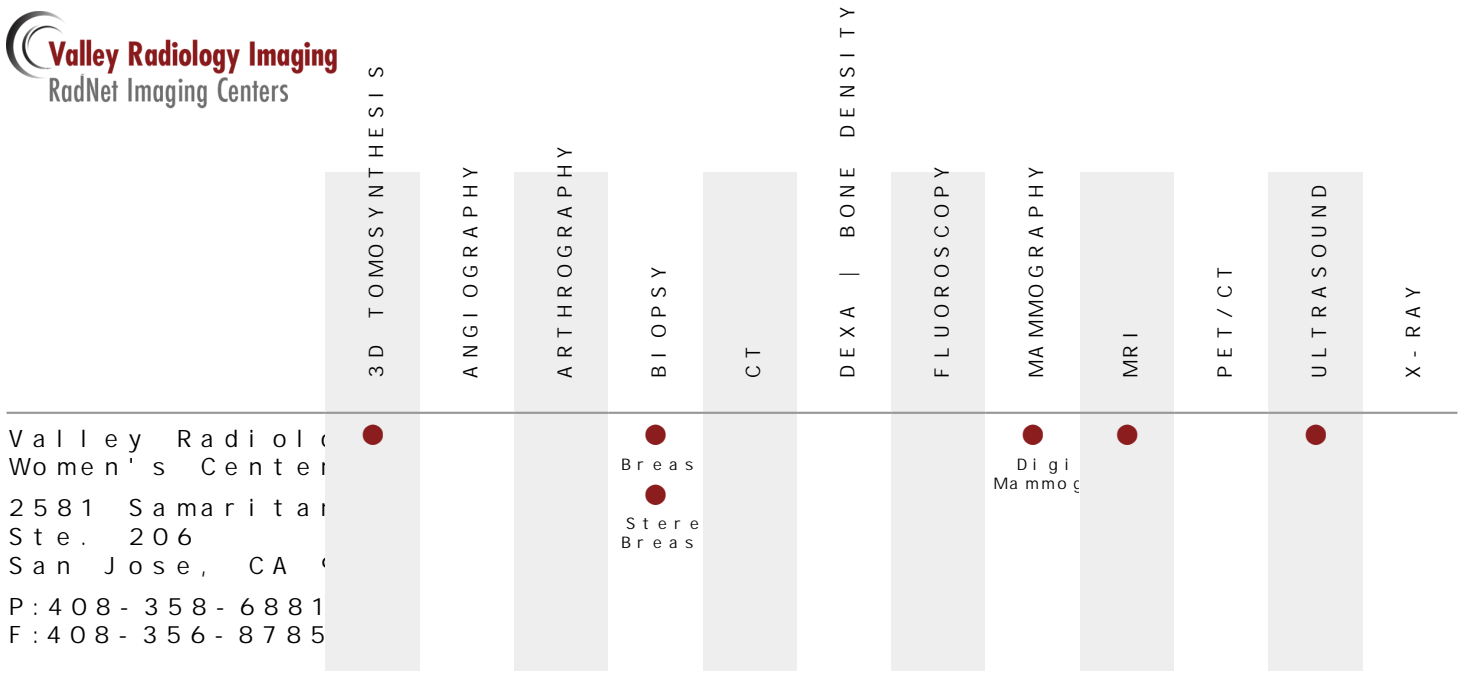 Valley Radiology Imaging
RadNet Imaging Centers
3D TOMOSYNTHESIS
ANGIOGRAPHY
ARTHROGRAPHY
BIOPSY
CT
DEXA | BONE DENSITY
FLUOROSCOPY
MAMMOGRAPHY
MRI
PET/CT
ULTRASOUND
X-RAY
Valley Radiol
Women's Center
2581 Samaritan
Ste. 206
San Jose, CA
P:408-358-6881
F:408-356-8785
Breas
Stere
Breas
Digi
Mammog